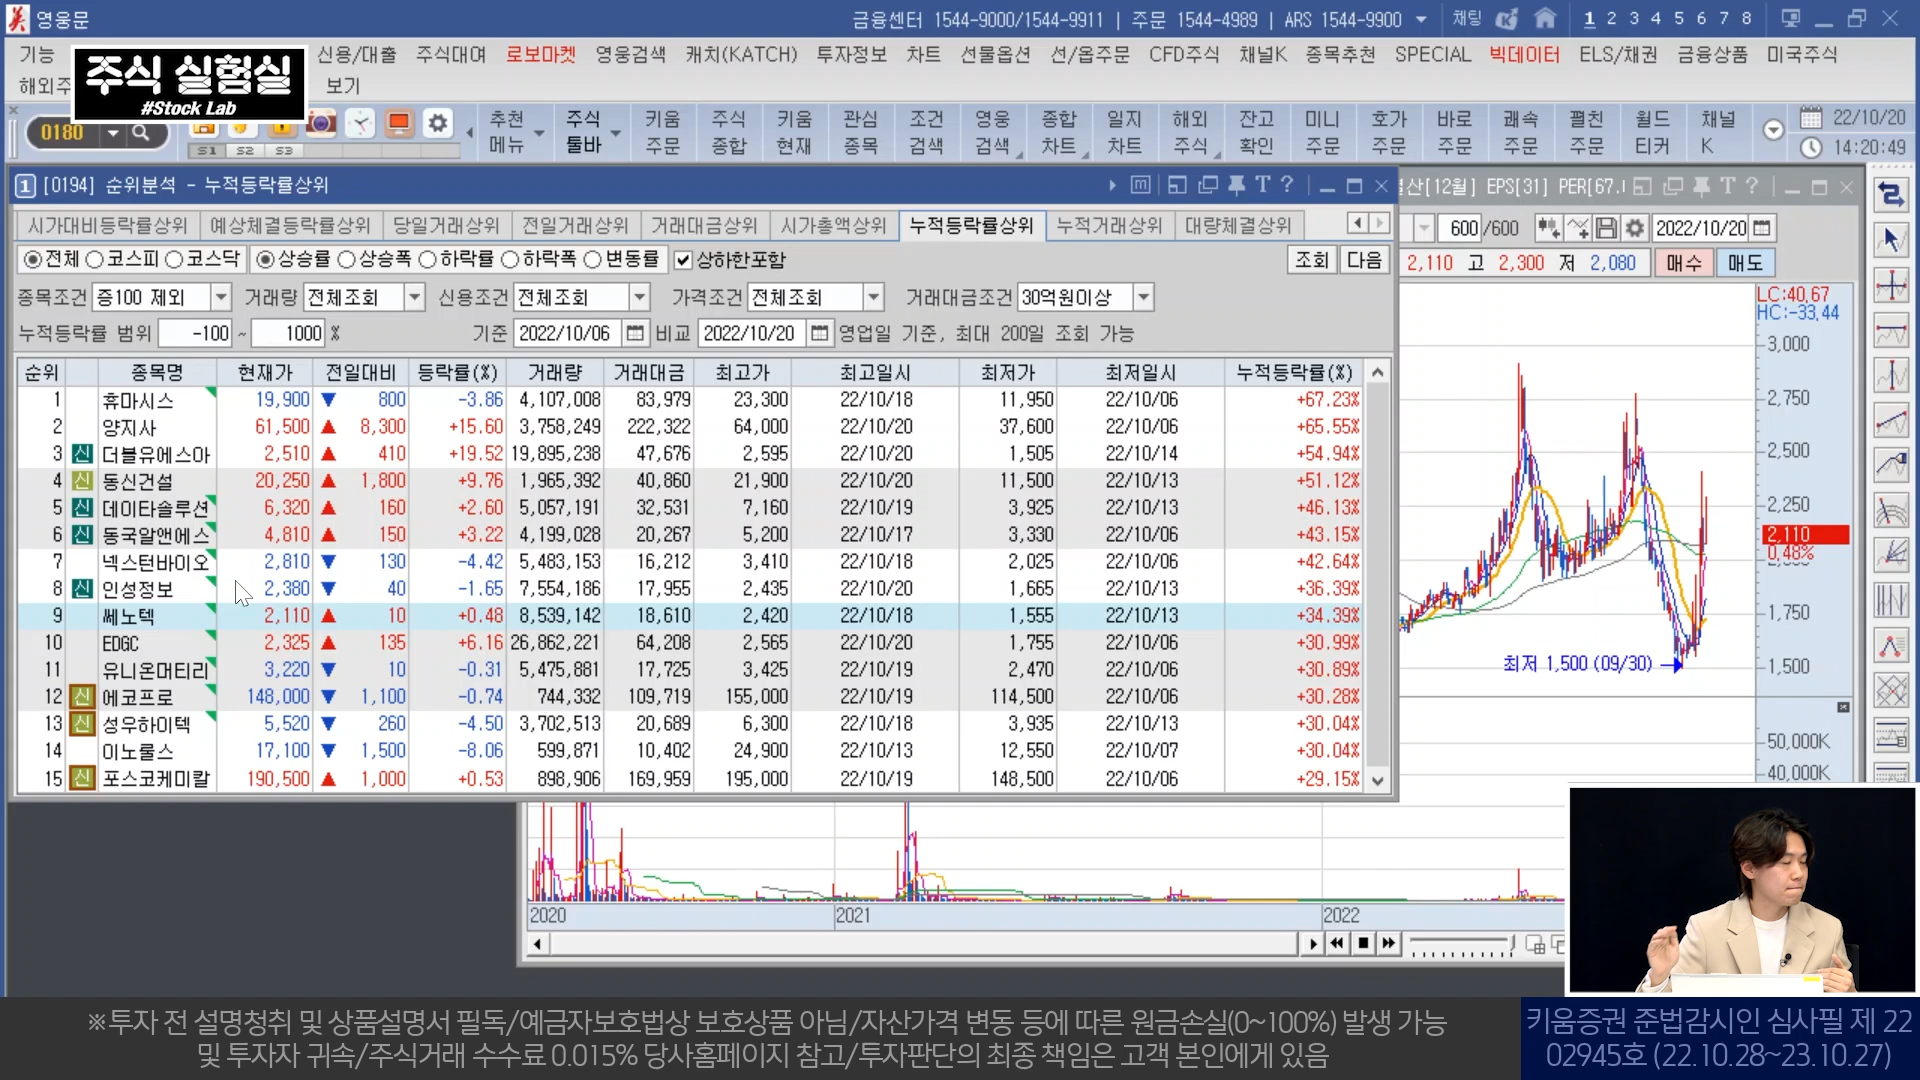 영웅문
금융센터 1544-9000/1544-9911 | 주문 1544-4989 | ARS 1544-9900
채팅
1 2 3 4 5 6 7 8
기능
신용/대출 주식대여 로보마켓 영웅검색 캐치(KATCH) 투자정보 차트 선물옵션 선/옵주문 CFD주식 채널K 종목추천 SPECIAL 빅데이터 ELS/채권 금융상품 미국주식
해외주
보기
주식 실험실
#Stock Lab
0180
S1 S2 S3
추천 메뉴
주식 툴바
키움 주문
주식 종합
키움 현재
관심 종목
조건 검색
영웅 검색
종합 차트
일지 차트
해외 주식
잔고 확인
미니 주문
호가 주문
바로 주문
쾌속 주문
펼친 주문
월드 티커
채널 K
22/10/20
14:20:49
1 [0194] 순위분석 - 누적등락률상위
산[12월] EPS[31] PER[67.
시가대비등락률상위 예상체결등락률상위 당일거래상위 전일거래상위 거래대금상위 시가총액상위 누적등락률상위 누적거래상위 대량체결상위
600 /600
2022/10/20
전체 코스피 코스닥 상승률 상승폭 하락률 하락폭 변동률 상하한포함
조회 다음
2,110 고 2,300 저 2,080 매수 매도
종목조건 증100 제외 거래량 전체조회 신용조건 전체조회 가격조건 전체조회 거래대금조건 30억원이상
누적등락률 범위 -100 ~ 1000 % 기준 2022/10/06 비교 2022/10/20 영업일 기준, 최대 200일 조회 가능
순위 종목명 현재가 전일대비 등락률(%) 거래량 거래대금 최고가 최고일시 최저가 최저일시 누적등락률(%)
1 휴마시스 19,900 ▼ 800 -3.86 4,107,008 83,979 23,300 22/10/18 11,950 22/10/06 +67.23%
2 양지사 61,500 ▲ 8,300 +15.60 3,758,249 222,322 64,000 22/10/20 37,600 22/10/06 +65.55%
3 신 더블유에스아 2,510 ▲ 410 +19.52 19,895,238 47,676 2,595 22/10/20 1,505 22/10/14 +54.94%
4 신 동신건설 20,250 ▲ 1,800 +9.76 1,965,392 40,860 21,900 22/10/20 11,500 22/10/13 +51.12%
5 신 데이타솔루션 6,320 ▲ 160 +2.60 5,057,191 32,531 7,160 22/10/19 3,925 22/10/13 +46.13%
6 신 동국알앤에스 4,810 ▲ 150 +3.22 4,199,028 20,267 5,200 22/10/17 3,330 22/10/06 +43.15%
7 넥스턴바이오 2,810 ▼ 130 -4.42 5,483,153 16,212 3,410 22/10/18 2,025 22/10/06 +42.64%
8 신 인성정보 2,380 ▼ 40 -1.65 7,554,186 17,955 2,435 22/10/20 1,665 22/10/13 +36.39%
9 쎄노텍 2,110 ▲ 10 +0.48 8,539,142 18,610 2,420 22/10/18 1,555 22/10/13 +34.39%
10 EDGC 2,325 ▲ 135 +6.16 26,862,221 64,208 2,565 22/10/20 1,755 22/10/06 +30.99%
11 유니온머티리 3,220 ▼ 10 -0.31 5,475,881 17,725 3,425 22/10/19 2,470 22/10/06 +30.89%
12 신 에코프로 148,000 ▼ 1,100 -0.74 744,332 109,719 155,000 22/10/19 114,500 22/10/06 +30.28%
13 신 성우하이텍 5,520 ▼ 260 -4.50 3,702,513 20,689 6,300 22/10/18 3,935 22/10/13 +30.04%
14 이노룰스 17,100 ▼ 1,500 -8.06 599,871 10,402 24,900 22/10/13 12,550 22/10/07 +30.04%
15 신 포스코케미칼 190,500 ▲ 1,000 +0.53 898,906 169,959 195,000 22/10/19 148,500 22/10/06 +29.15%
LC:40,67
HC:-33,44
3,000
2,750
2,500
2,250
2,110
0,48%
1,750
1,500
최저 1,500 (09/30)
50,000K
40,000K
2020 2021 2022
※투자 전 설명청취 및 상품설명서 필독/예금자보호법상 보호상품 아님/자산가격 변동 등에 따른 원금손실(0~100%) 발생 가능
및 투자자 귀속/주식거래 수수료 0.015% 당사홈페이지 참고/투자판단의 최종 책임은 고객 본인에게 있음
키움증권 준법감시인 심사필 제 22
02945호 (22.10.28~23.10.27)